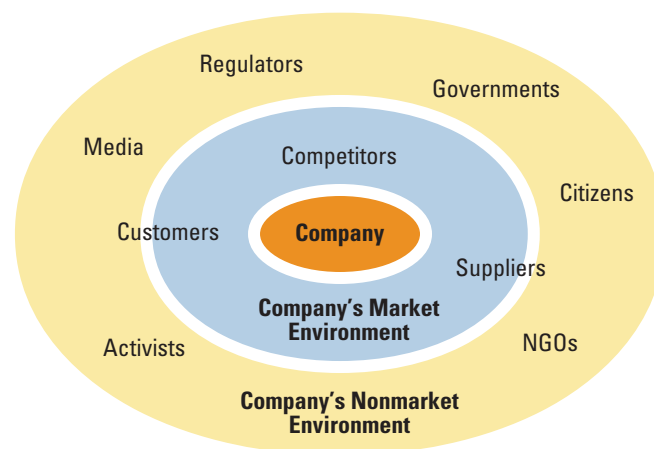 Regulators
Governments
Media
Competitors
Citizens
Customers
Company
Suppliers
Company's Market
Environment
Activists
NGOs
Company's Nonmarket
Environment